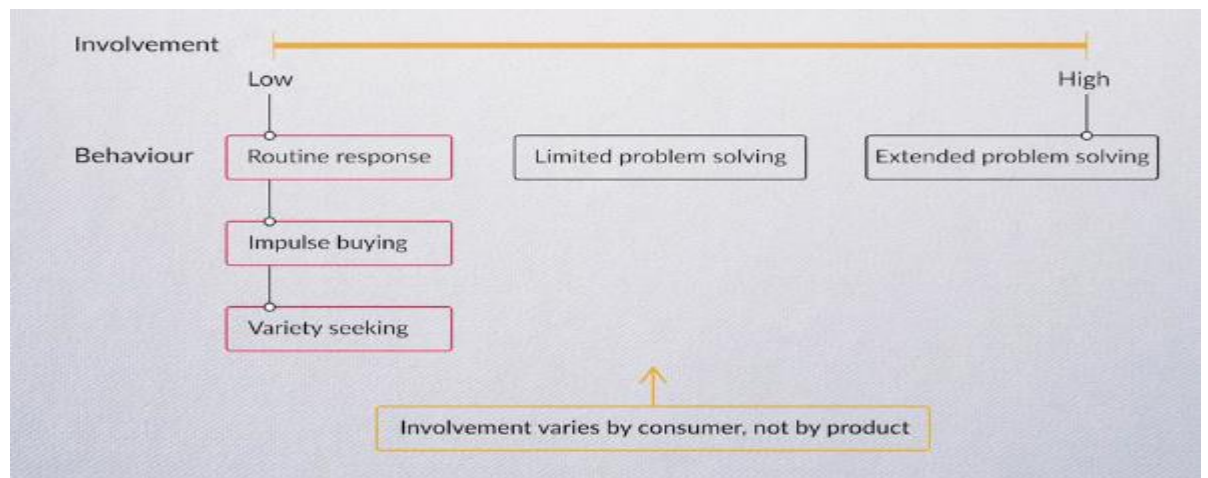 Involvement
Low
High
Behaviour
Routine response
Limited problem solving
Extended problem solving
Impulse buying
Variety seeking
Involvement varies by consumer, not by product